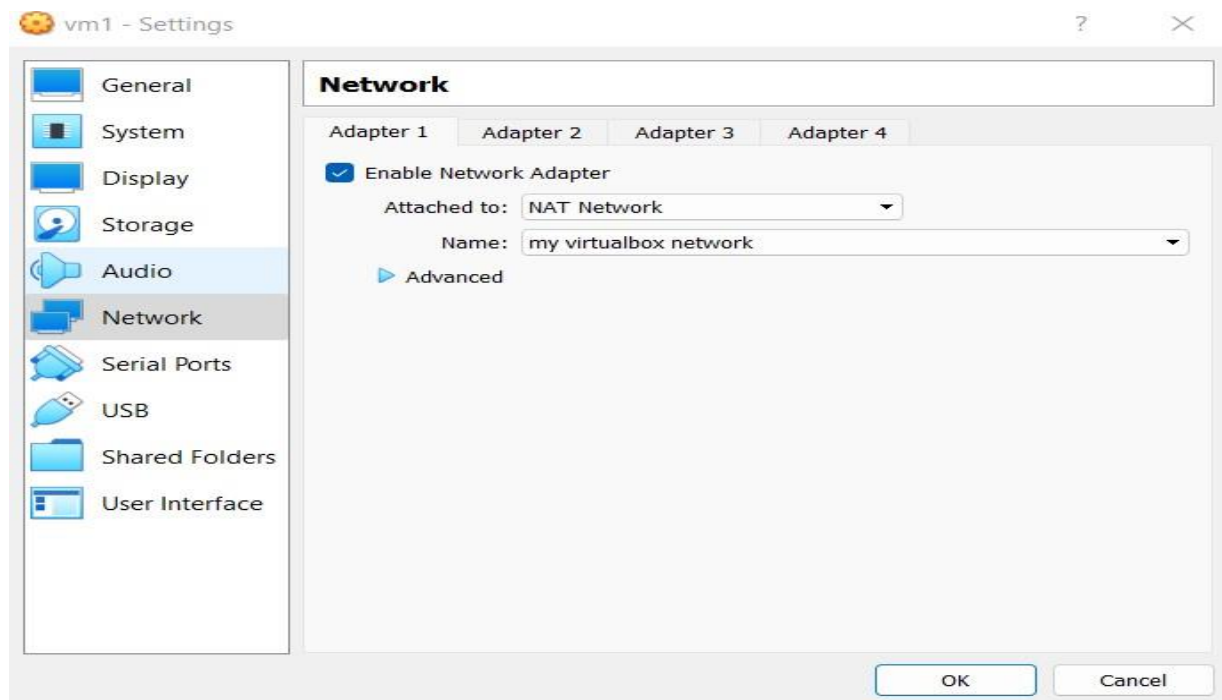 vm1 - Settings
?
General
System
Display
Storage
Audio
Network
Serial Ports
USB
Shared Folders
User Interface
Network
Adapter 1 Adapter 2 Adapter 3 Adapter 4
Enable Network Adapter
Attached to: NAT Network
Name: my virtualbox network
Advanced
OK Cancel